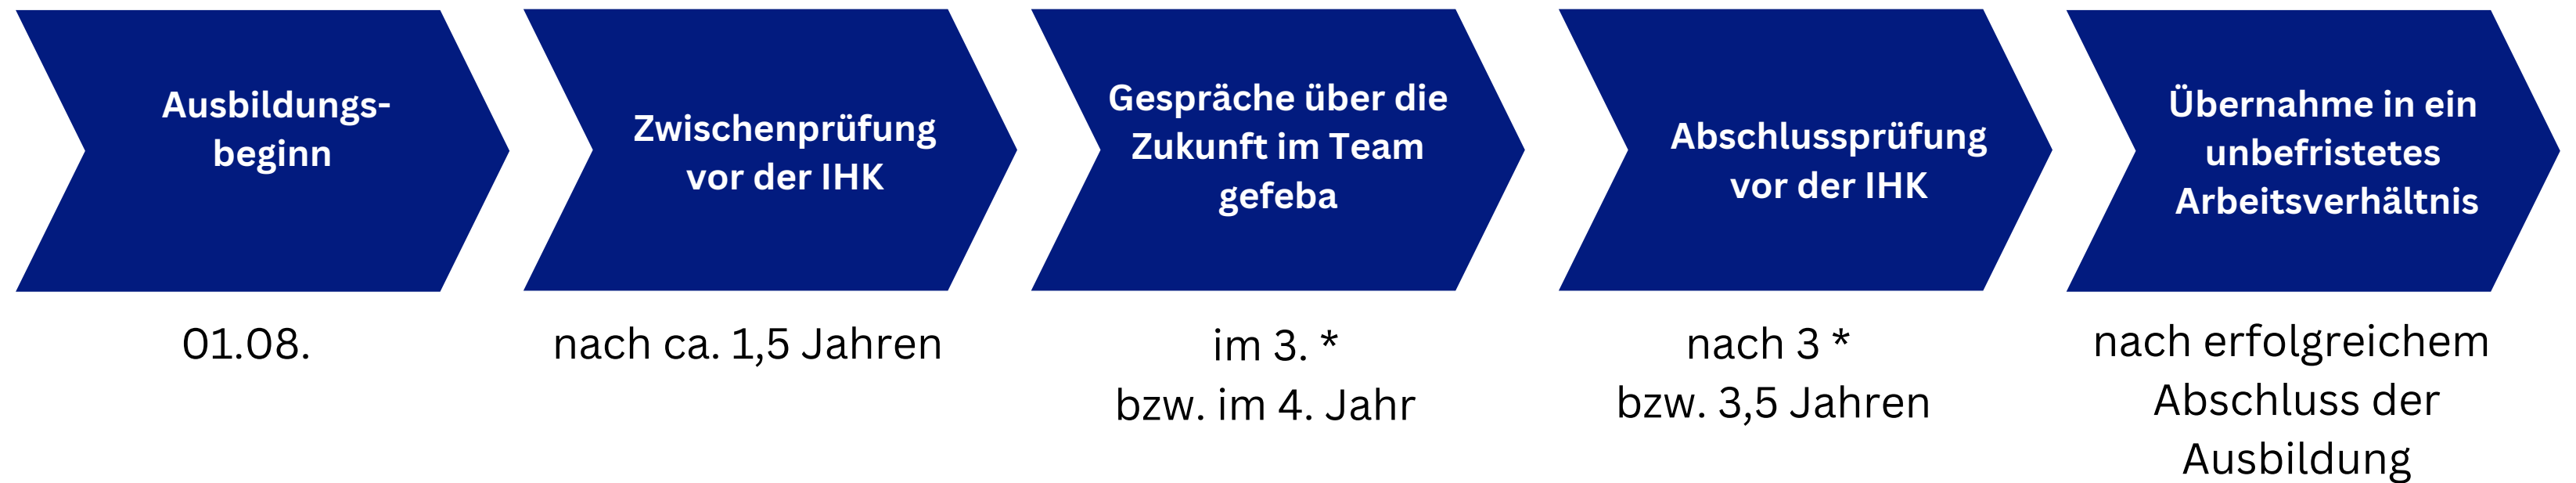 Ausbildungs-
beginn
Zwischenprüfung
vor der IHK
Gespräche über die
Zukunft im Team
gefeba
Abschlussprüfung
vor der IHK
Übernahme in ein
unbefristetes
Arbeitsverhältnis
01.08.
nach ca. 1,5 Jahren
im 3. *
bzw. im 4. Jahr
nach 3 *
bzw. 3,5 Jahren
nach erfolgreichem
Abschluss der
Ausbildung